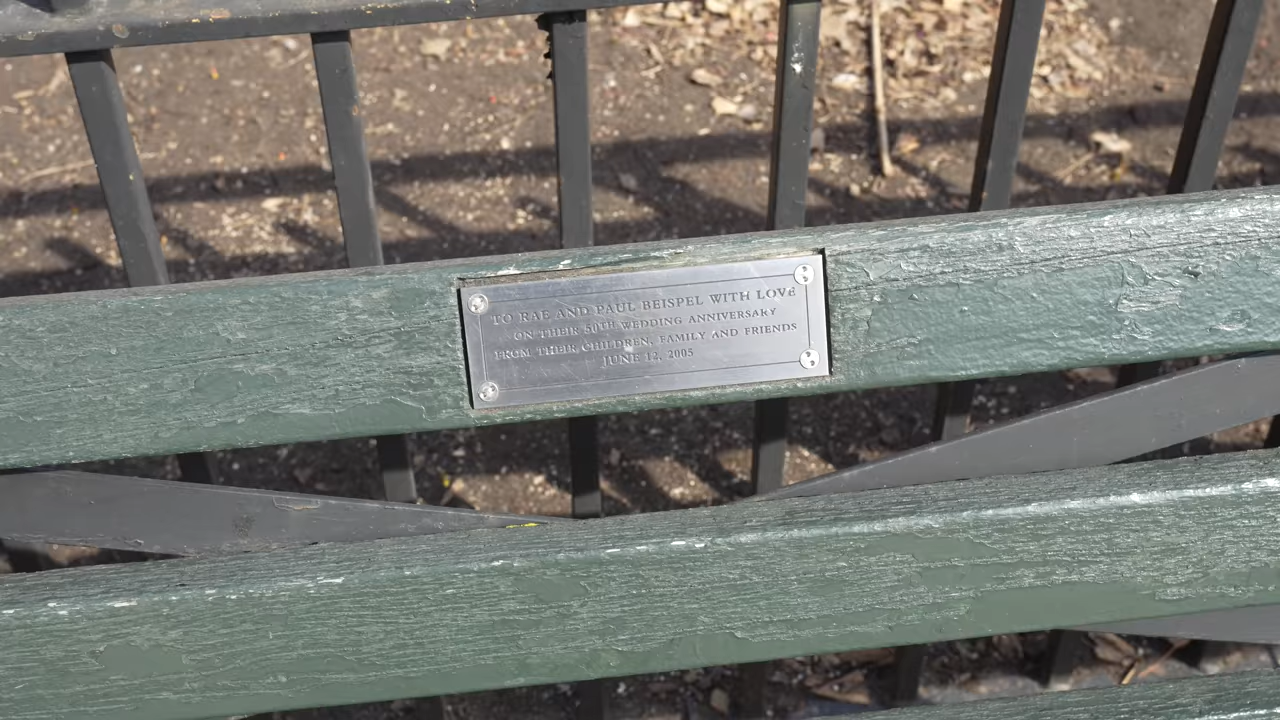 TO RAE AND PAUL BEISPEL WITH LOVE
ON THEIR 50TH WEDDING ANNIVERSARY
FROM THEIR CHILDREN, FAMILY AND FRIENDS
JUNE 12, 2005